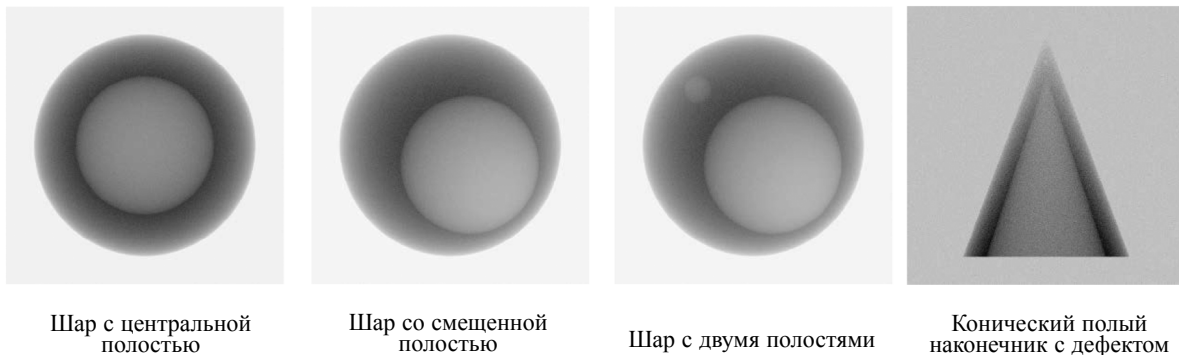 Шар с центральной
полостью
Шар со смещенной
полостью
Шар с двумя полостями
Конический полый
наконечник с дефектом